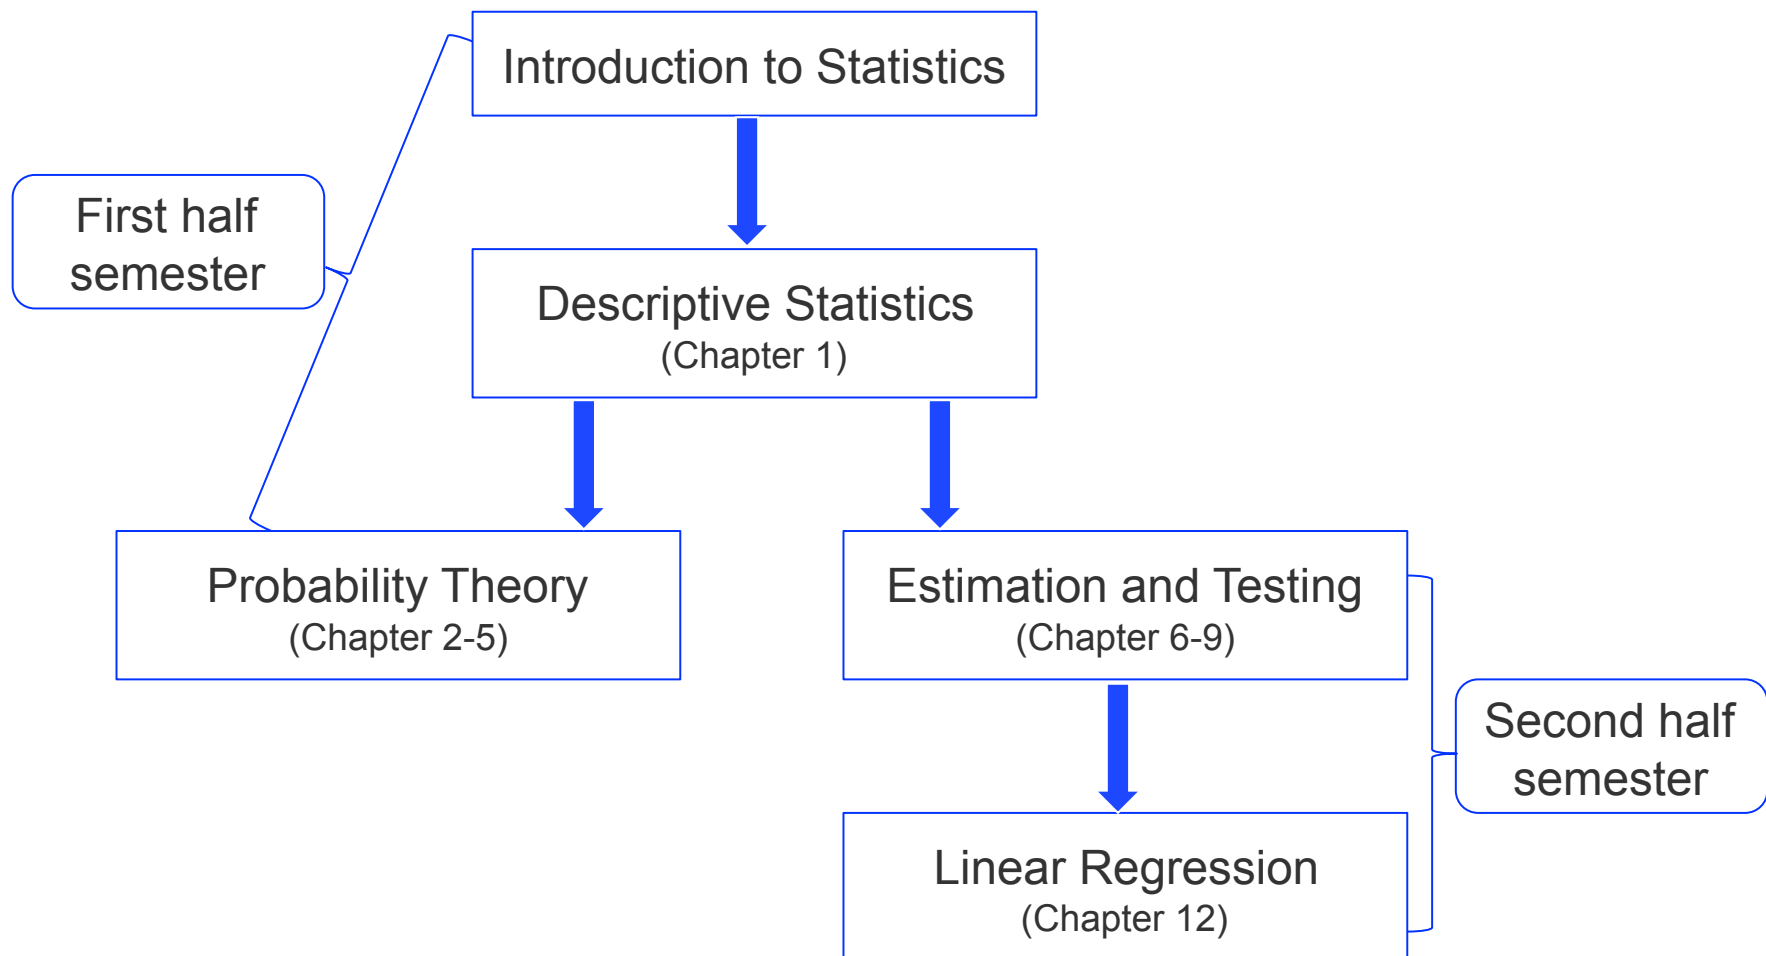 Introduction to Statistics
First half
semester
Descriptive Statistics
(Chapter 1)
Probability Theory
(Chapter 2-5)
Estimation and Testing
(Chapter 6-9)
Second half
semester
Linear Regression
(Chapter 12)